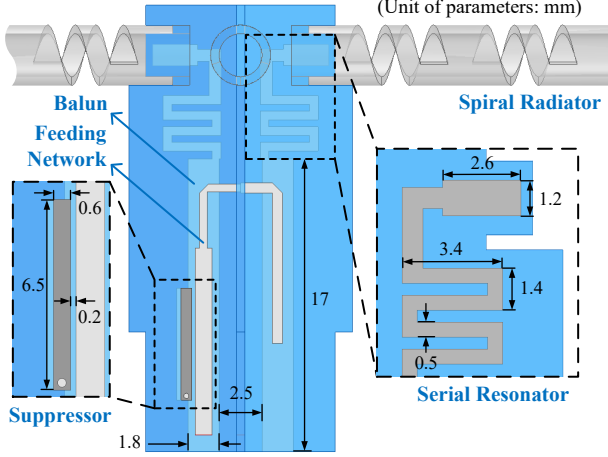 (Unit of parameters: mm)
Spiral Radiator
Balun
Feeding
Network
2.6
1.2
0.6
3.4
6.5
17
1.4
0.2
0.5
2.5
Serial Resonator
Suppressor
1.8